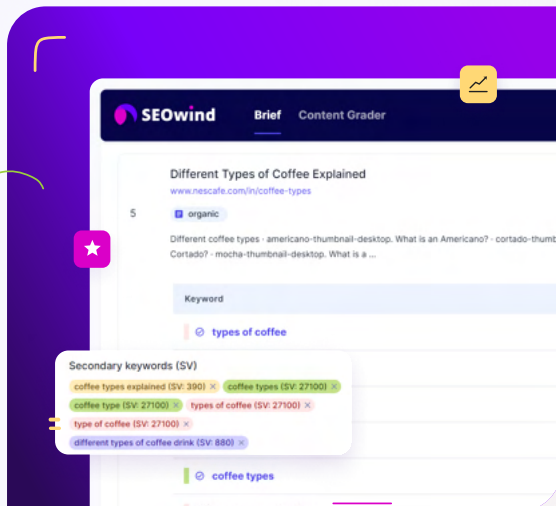 SEOwind Brief Content Grader
Different Types of Coffee Explained
www.nescafe.com/in/coffee-types
5
organic
Different coffee types · americano-thumbnail-desktop. What is an Americano? · cortado-thumb
Cortado? · mocha-thumbnail-desktop. What is a ...
Keyword
types of coffee
Secondary keywords (SV)
coffee types explained (SV: 390) × coffee types (SV: 27100) ×
coffee type (SV: 27100) × types of coffee (SV: 27100) ×
type of coffee (SV: 27100) ×
different types of coffee drink (SV: 880) ×
coffee types